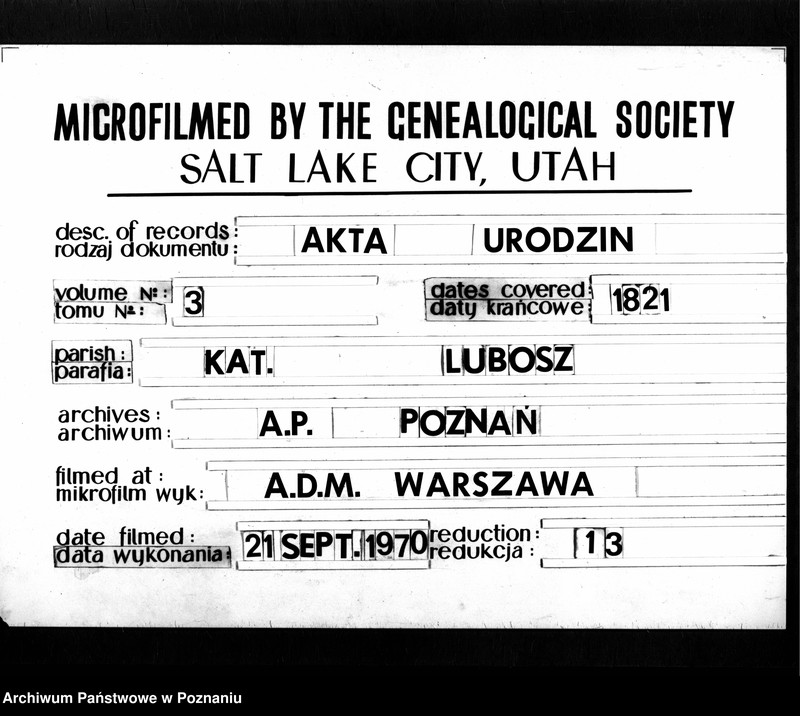 MICROFILMED BY THE GENEALOGICAL SOCIETY
SALT LAKE CITY, UTAH
desc. of records: AKTA URODZIN
rodzaj dokumentu:
volume №: 3 dates covered: 1821
tomu №: daty krańcowe:
parish: KAT. LUBOSZ
parafia:
archives: A.P. POZNAŃ
archiwum:
filmed at: A.D.M. WARSZAWA
mikrofilm wyk:
date filmed: 21 SEPT. 1970 reduction: 13
data wykonania: redukcja:
Archiwum Państwowe w Poznaniu